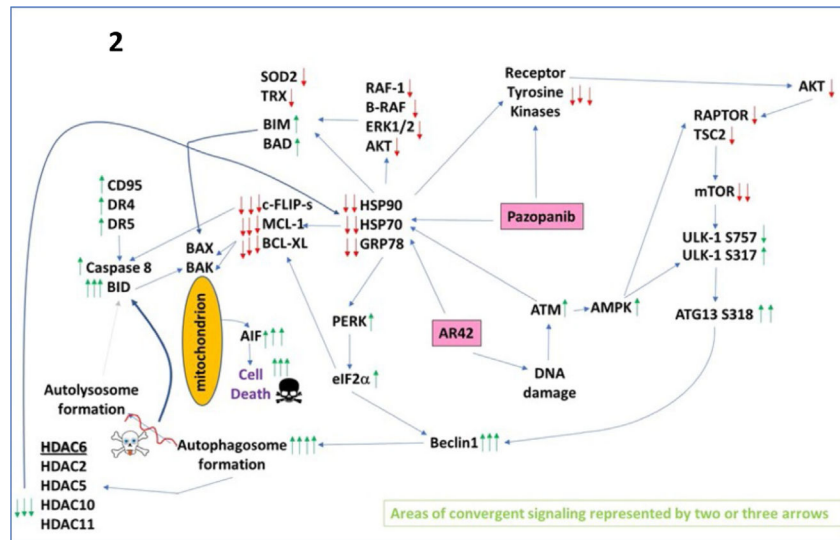 2
SOD2
TRX
BIM
BAD
RAF-1
B-RAF
ERK1/2
AKT
Receptor
Tyrosine
Kinases
AKT
RAPTOR
TSC2
mTOR
CD95
DR4
DR5
c-FLIP-s
MCL-1
BCL-XL
HSP90
HSP70
GRP78
Pazopanib
ULK-1 S757
ULK-1 S317
BAX
BAK
Caspase 8
BID
mitochondrion
AIF
Cell
Death
PERK
eIF2α
AR42
ATM
AMPK
DNA
damage
ATG13 S318
Autolysosome
formation
Autophagosome
formation
Beclin1
HDAC6
HDAC2
HDAC5
HDAC10
HDAC11
Areas of convergent signaling represented by two or three arrows